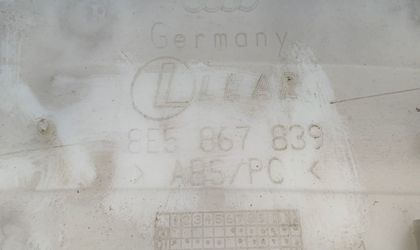 Germany
L LEAR
8E5 867 839
> ABS/PC <